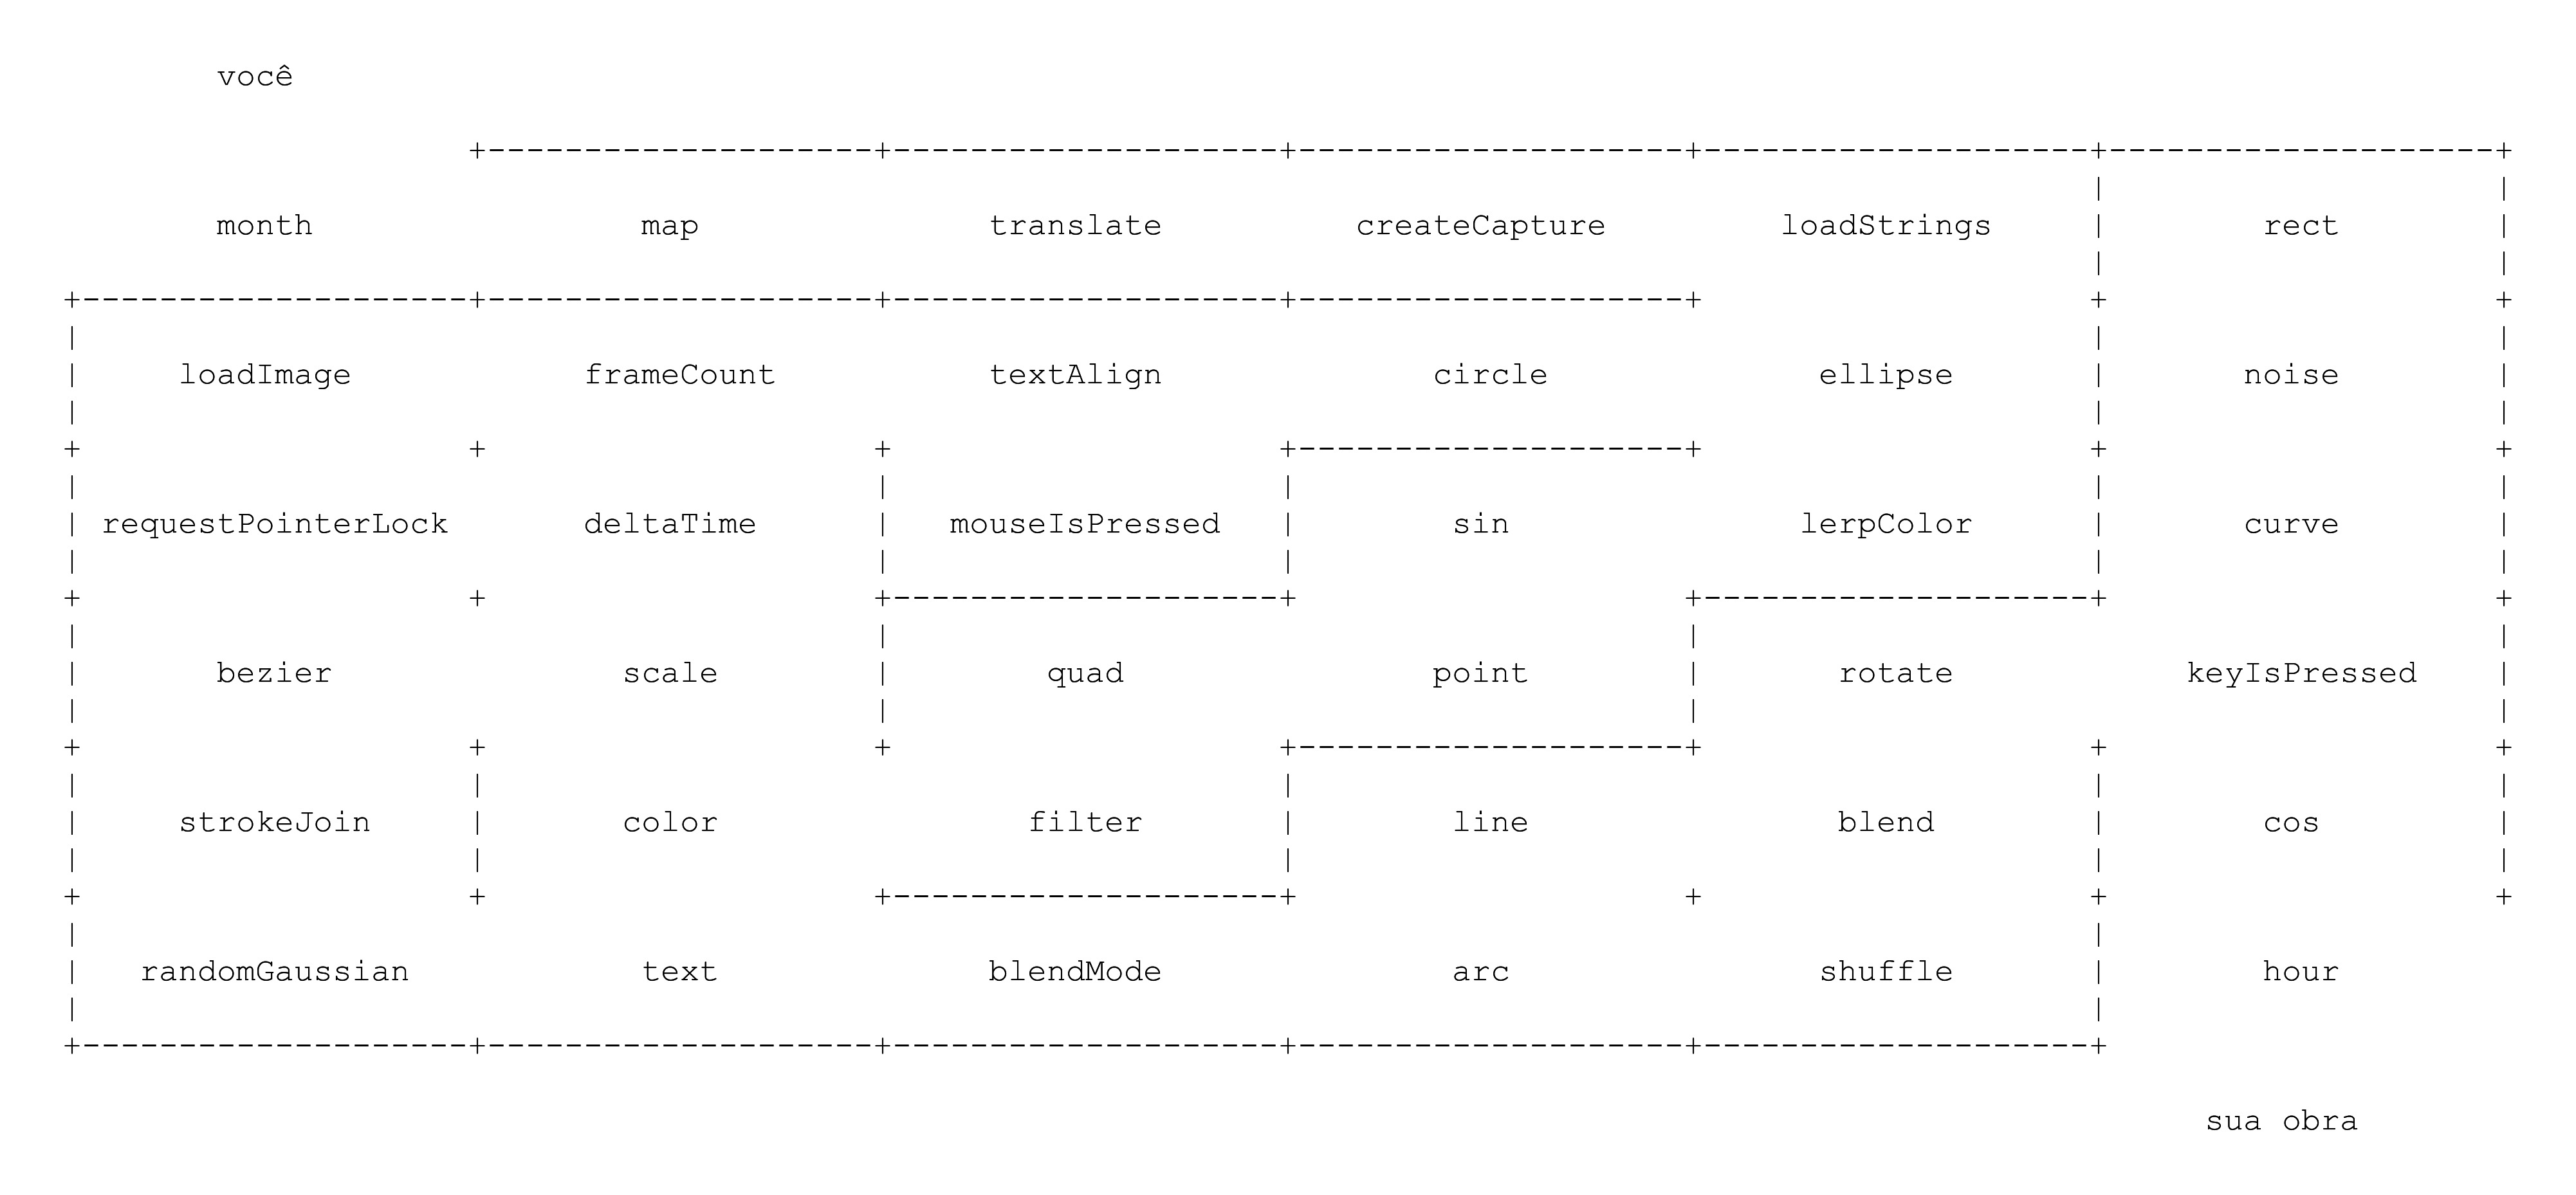 você
month map translate createCapture loadStrings rect
loadImage frameCount textAlign circle ellipse noise
requestPointerLock deltaTime mouseIsPressed sin lerpColor curve
bezier scale quad point rotate keyIsPressed
strokeJoin color filter line blend cos
randomGaussian text blendMode arc shuffle hour
sua obra